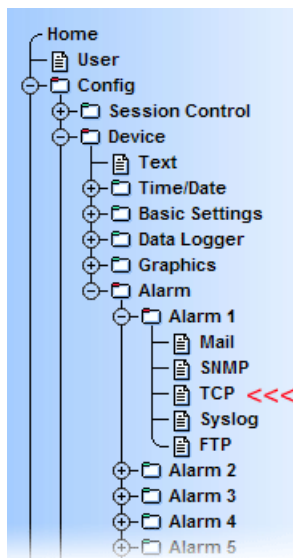 Home
User
Config
Session Control
Device
Text
Time/Date
Basic Settings
Data Logger
Graphics
Alarm
Alarm 1
Mail
SNMP
TCP <<<
Syslog
FTP
Alarm 2
Alarm 3
Alarm 4
Alarm 5